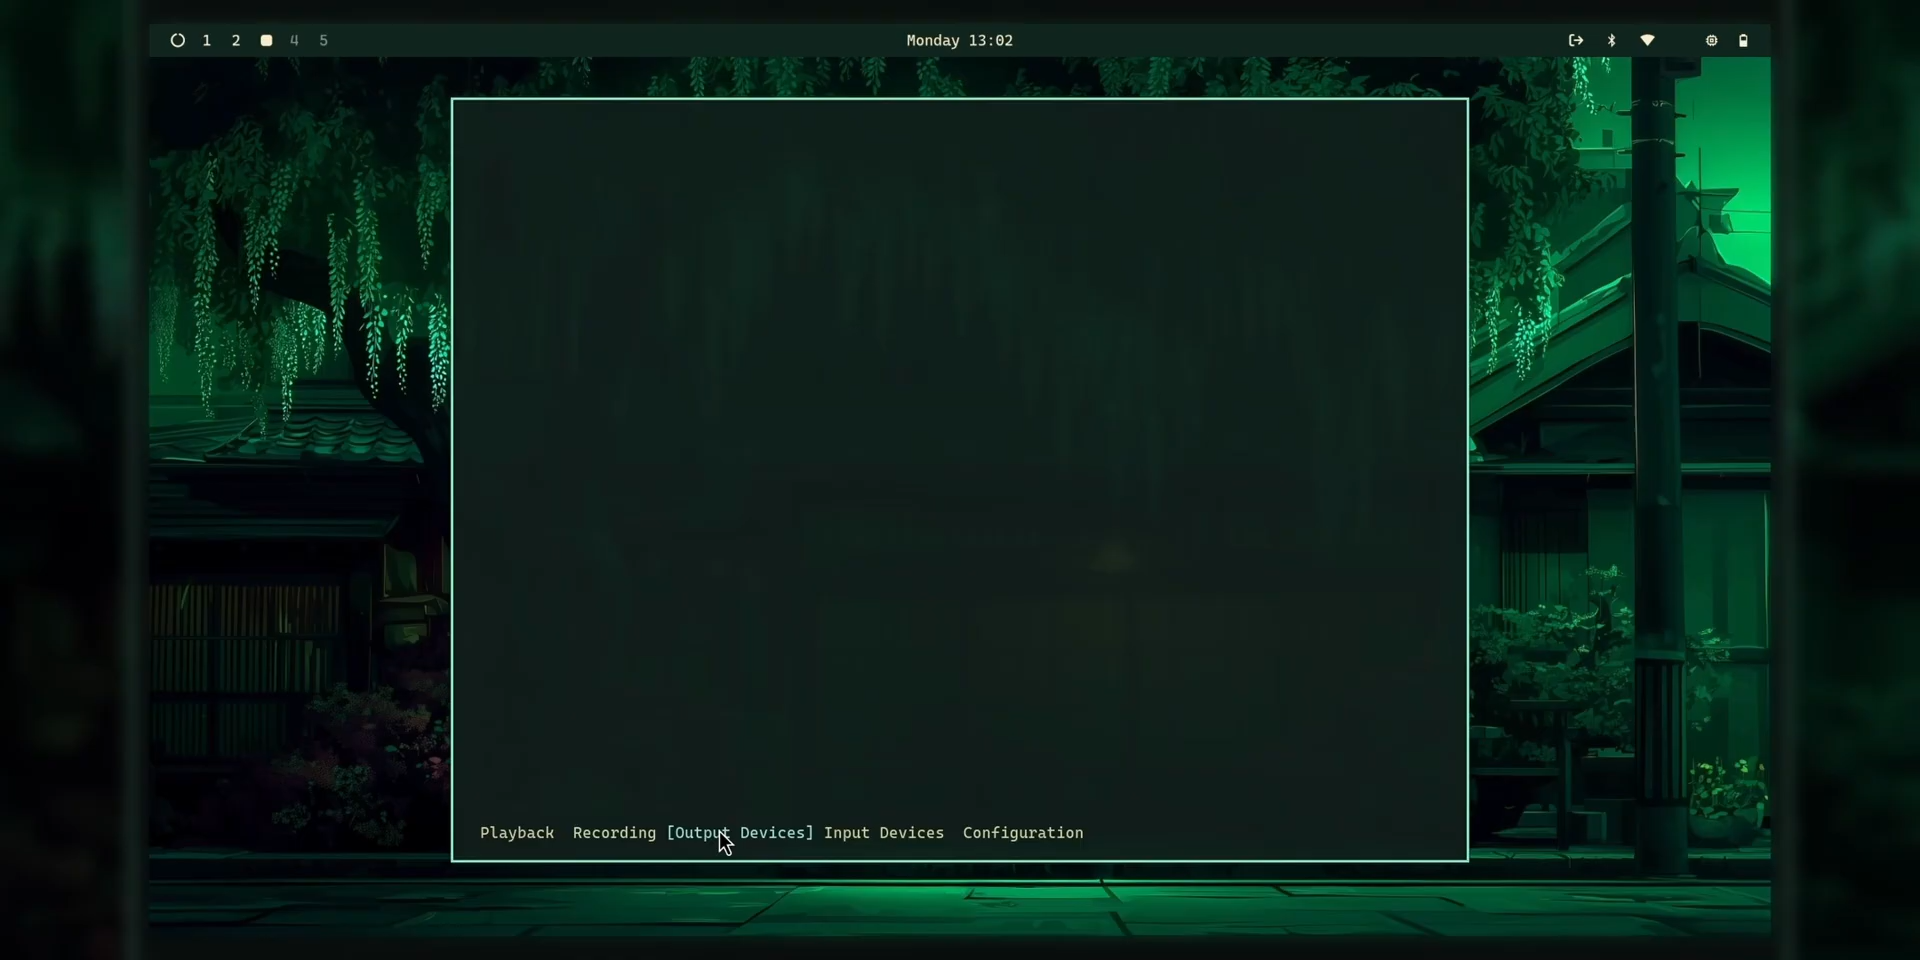 1 2 4 5
Monday 13:02
Playback Recording [Output Devices] Input Devices Configuration